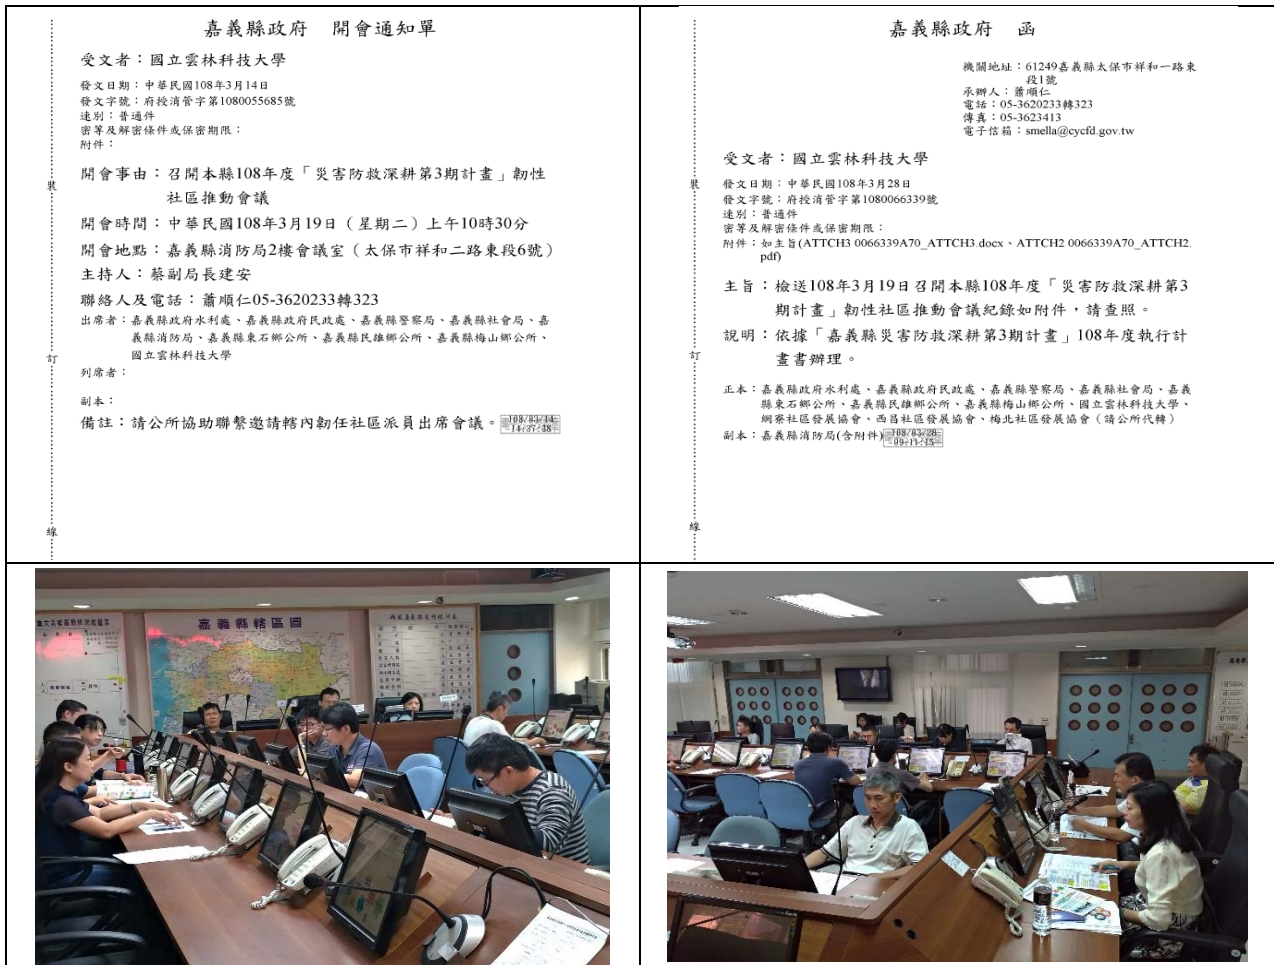 嘉義縣政府　開會通知單
受文者：國立雲林科技大學
發文日期：中華民國108年3月14日
發文字號：府授消管字第1080055685號
速別：普通件
密等及解密條件或保密期限：
附件：
開會事由：召開本縣108年度「災害防救深耕第3期計畫」韌性
社區推動會議
開會時間：中華民國108年3月19日（星期二）上午10時30分
開會地點：嘉義縣消防局2樓會議室（太保市祥和二路東段6號）
主持人：蔡副局長建安
聯絡人及電話：蕭順仁05-3620233轉323
出席者：嘉義縣政府水利處、嘉義縣政府民政處、嘉義縣警察局、嘉義縣社會局、嘉
義縣消防局、嘉義縣東石鄉公所、嘉義縣民雄鄉公所、嘉義縣梅山鄉公所、
國立雲林科技大學
列席者：
副本：
備註：請公所協助聯繫邀請轄內韌任社區派員出席會議。
108/03/14
14:37:38
裝
訂
線
嘉義縣政府　函
機關地址：61249嘉義縣太保市祥和一路東
段1號
承辦人：蕭順仁
電話：05-3620233轉323
傳真：05-3623413
電子信箱：smella@cycfd.gov.tw
受文者：國立雲林科技大學
發文日期：中華民國108年3月28日
發文字號：府授消管字第1080066339號
速別：普通件
密等及解密條件或保密期限：
附件：如主旨(ATTCH3 0066339A70_ATTCH3.docx、ATTCH2 0066339A70_ATTCH2.
pdf)
主旨：檢送108年3月19日召開本縣108年度「災害防救深耕第3
期計畫」韌性社區推動會議紀錄如附件，請查照。
說明：依據「嘉義縣災害防救深耕第3期計畫」108年度執行計
畫書辦理。
正本：嘉義縣政府水利處、嘉義縣政府民政處、嘉義縣警察局、嘉義縣社會局、嘉義
縣東石鄉公所、嘉義縣民雄鄉公所、嘉義縣梅山鄉公所、國立雲林科技大學、
網寮社區發展協會、西昌社區發展協會、梅北社區發展協會（請公所代轉）
副本：嘉義縣消防局(含附件)
108/03/28
09:11:15
裝
訂
線
嘉義縣轄區圖